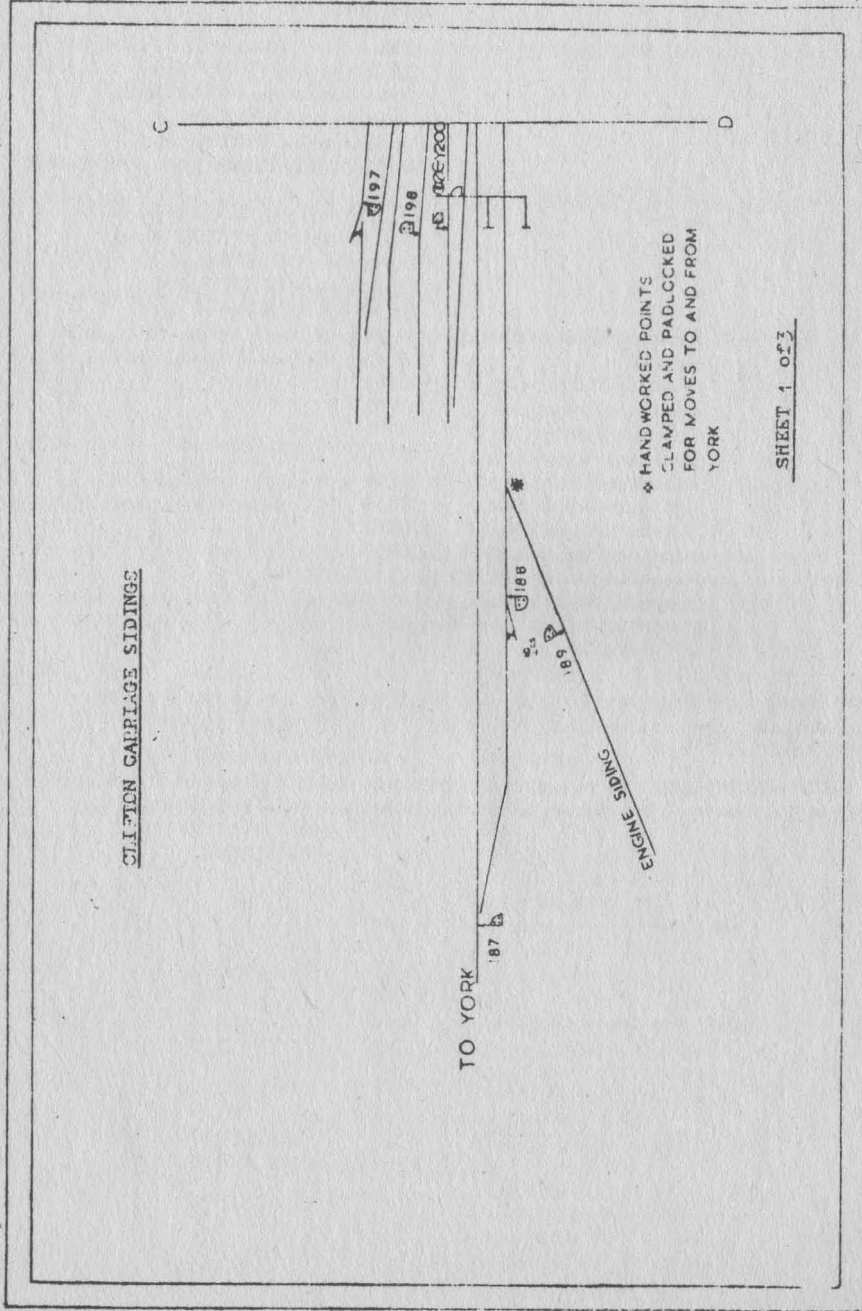 CLIFTON CARRIAGE SIDINGS
C
197
198
D
TO YORK
187
188
189
ENGINE SIDING
HANDWORKED POINTS
CLAMPED AND PADLOCKED
FOR MOVES TO AND FROM
YORK
SHEET 1 of 3